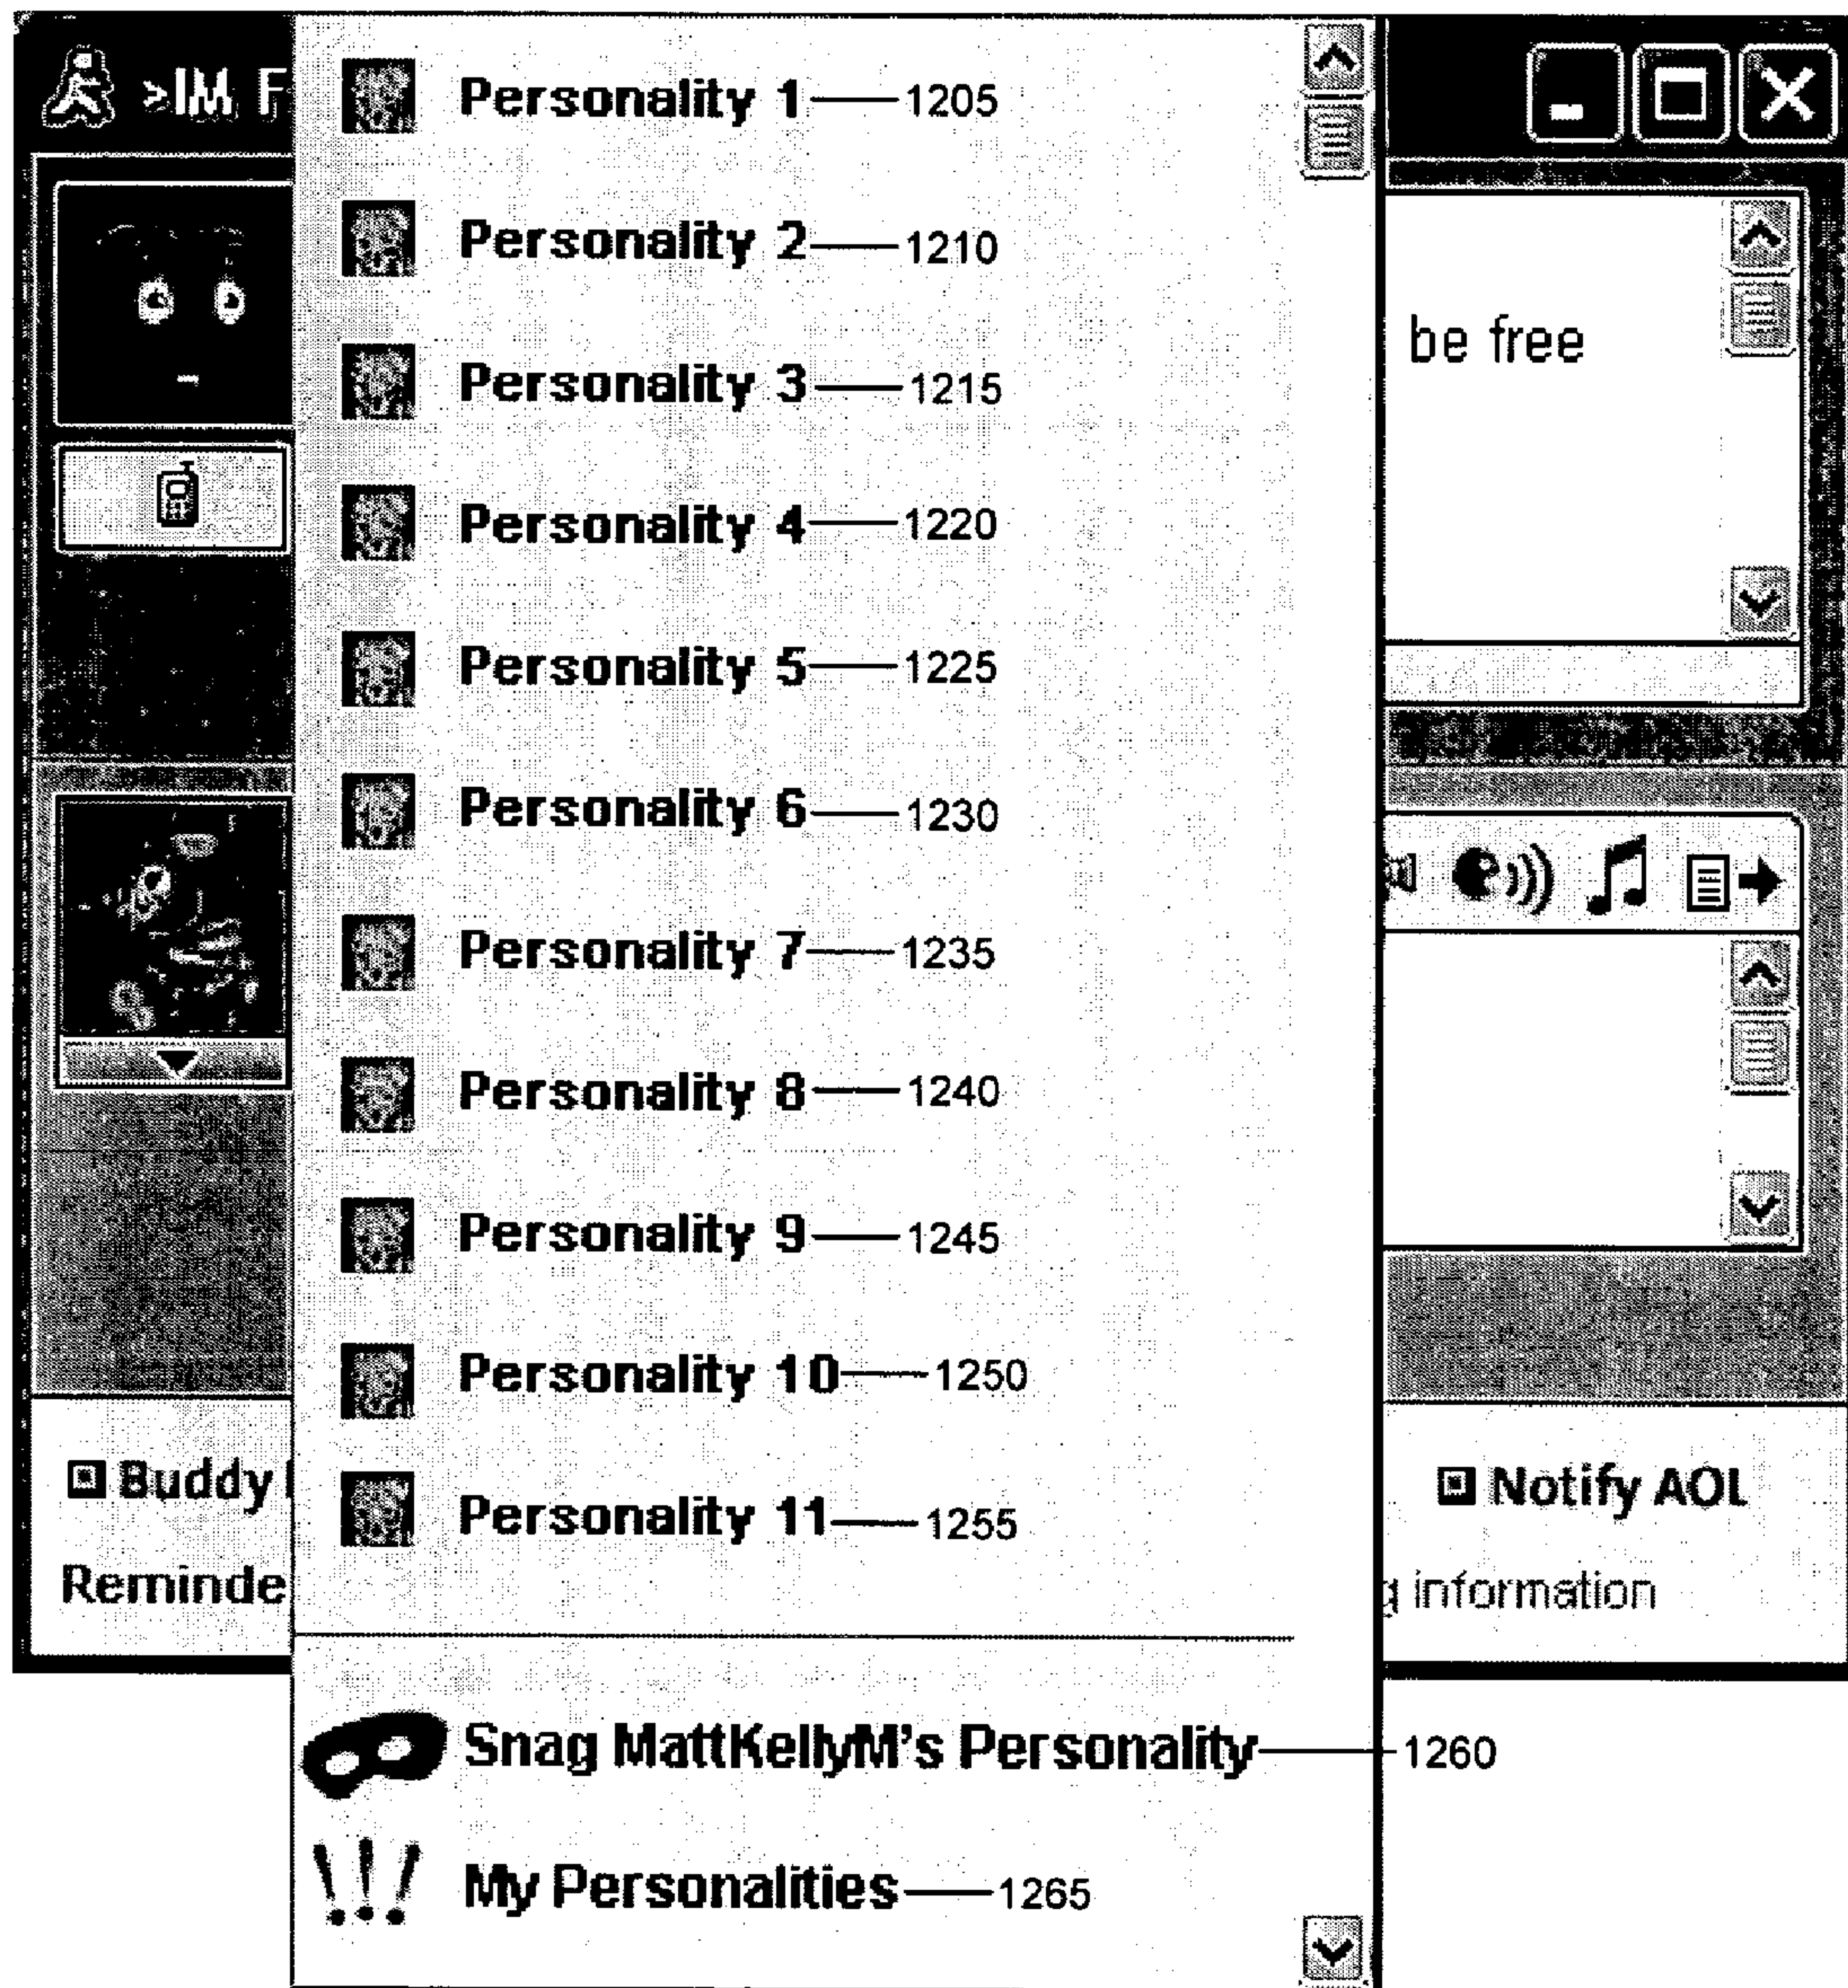 >IM F
Personality 1 1205
Personality 2 1210
be free
Personality 3 1215
Personality 4 1220
Personality 5 1225
Personality 6 1230
Personality 7 1235
Personality 8 1240
Personality 9 1245
Personality 10 1250
Buddy
Notify AOL
Personality 11 1255
Reminde
g information
Snag MattKellyM's Personality 1260
My Personalities 1265